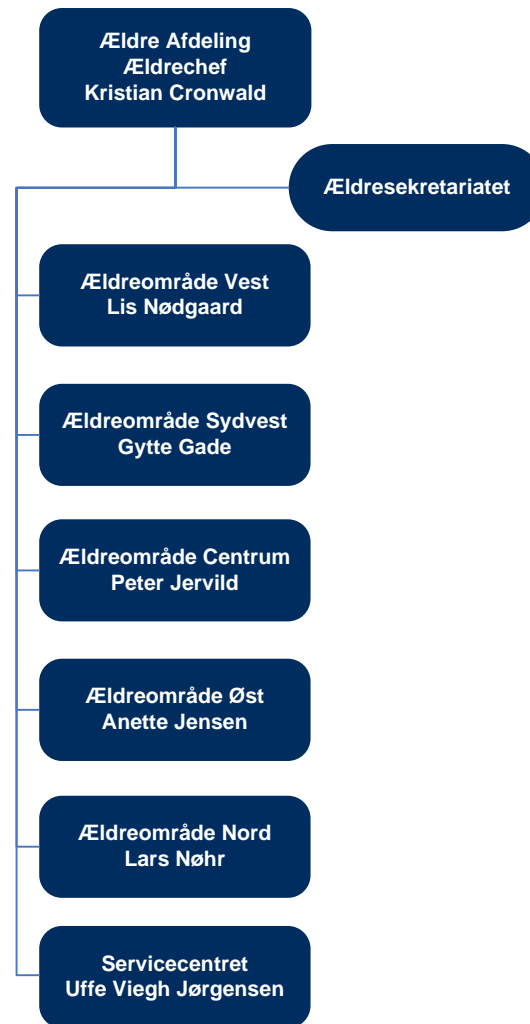 Ældre Afdeling
Ældrechef
Kristian Cronwald
Ældresekretariatet
Ældreområde Vest
Lis Nødgaard
Ældreområde Sydvest
Gytte Gade
Ældreområde Centrum
Peter Jervild
Ældreområde Øst
Anette Jensen
Ældreområde Nord
Lars Nøhr
Servicecentret
Uffe Viegh Jørgensen